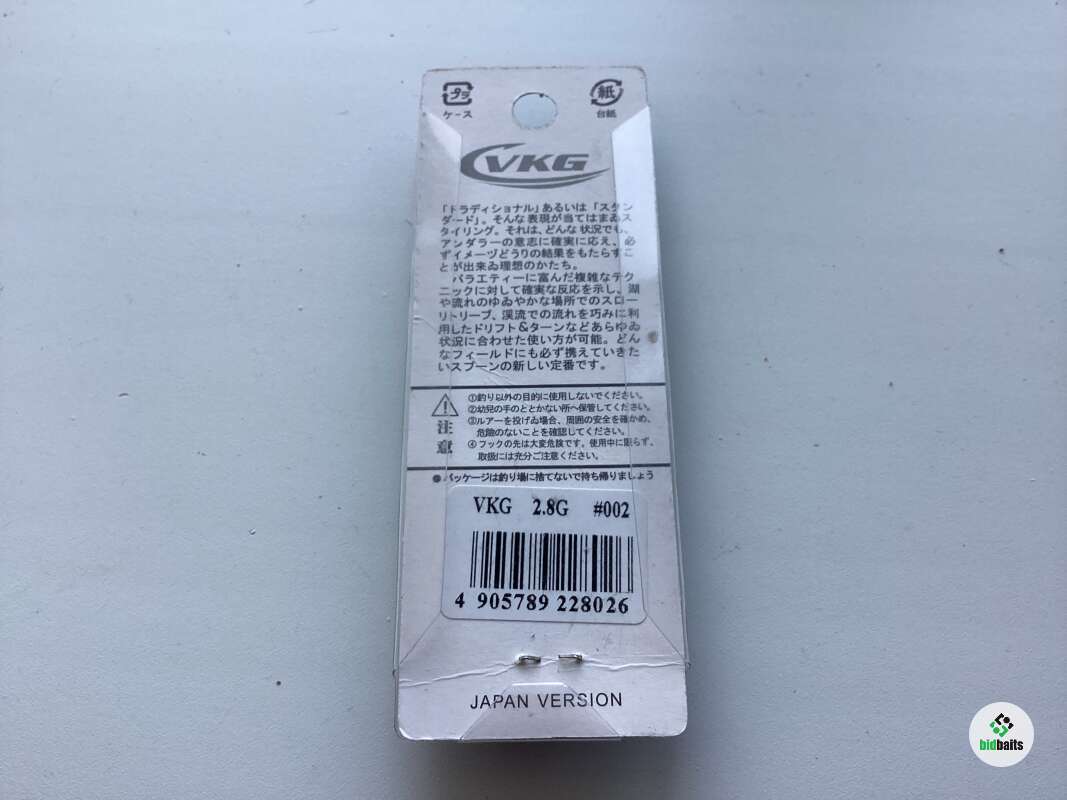 プラ
ケース
紙
台紙
VKG
「トラディショナル」あるいは「スタン
ダード」。そんな表現が当てはまゐス
タイリング。それは、どんな状況でも、
アンダラーの意志に確実に応え、必
ずイメーヅどうりの結果をもたらすこ
とが出来ゐ理想のかたち。
バラエティーに富んだ複雑なテク
ニックに対して確実な反応を示し、湖
や流れのゆゐやかな場所でのスロー
リトリーブ、渓流での流れを巧みに利
用したドリフト&ターンなどあらゆゐ
状況に合わせた使い方が可能。どん
なフィールドにも必ず携えていきた
いスプーンの新しい定番です。
注意
①釣り以外の目的に使用しないでください。
②幼児の手のととかない所へ保管してください。
③ルアーを投げゐ場合、周囲の安全を確かめ、
危険のないことを確認してください。
④フックの先は大変危険です。使用中に限らず、
取扱には充分ご注意ください。
●パッケージは釣り場に捨てないで持ち帰りましょう
VKG 2.8G #002
4 905789 228026
JAPAN VERSION
bidbaits